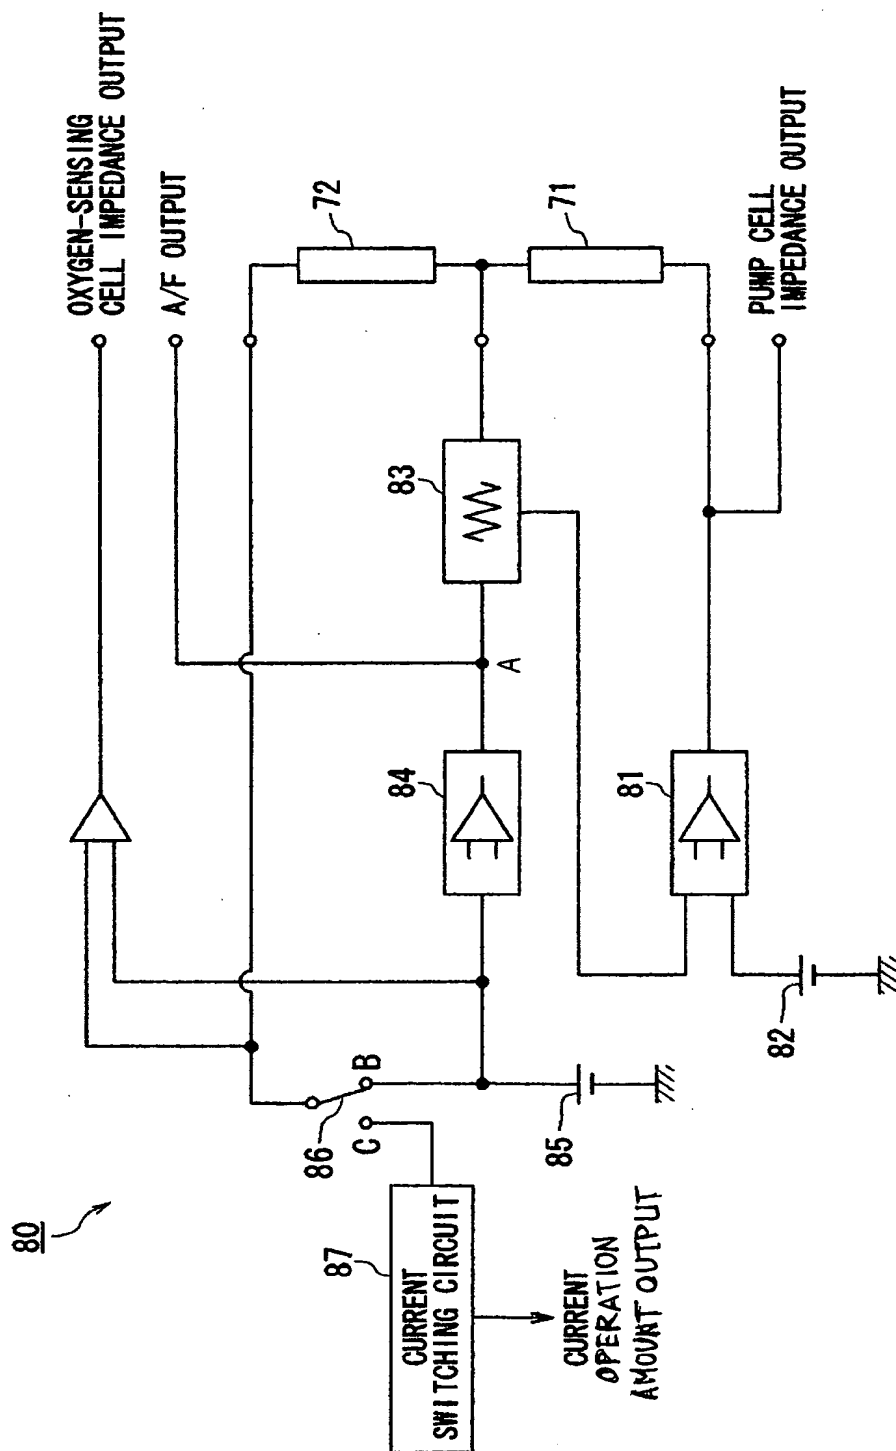 80
OXYGEN-SENSING
CELL IMPEDANCE OUTPUT
A/F OUTPUT
72
71
83
84
A
81
82
85
86
B
C
87
CURRENT
SWITCHING CIRCUIT
CURRENT
OPERATION
AMOUNT OUTPUT
PUMP CELL
IMPEDANCE OUTPUT